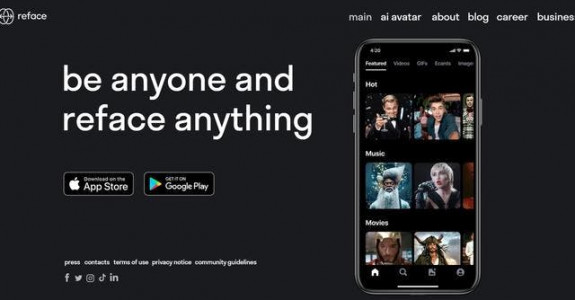 reface
main ai avatar about blog career busines
be anyone and
reface anything
Download on the
App Store
GET IT ON
Google Play
4:20
Featured Videos GIFs Events Image
Hot
Music
Movies
press contacts terms of use privacy notice community guidelines